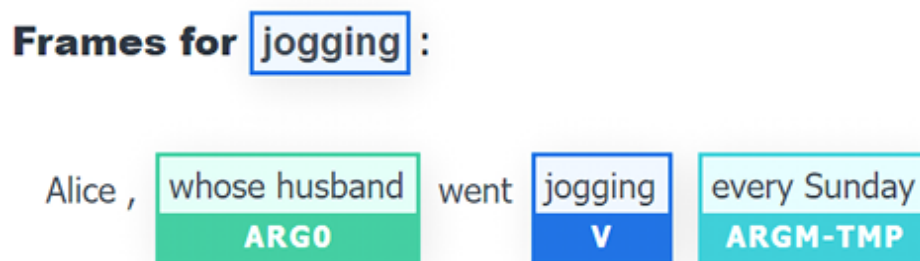 Frames for jogging :
Alice , whose husband went jogging every Sunday
ARG0 V ARGM-TMP